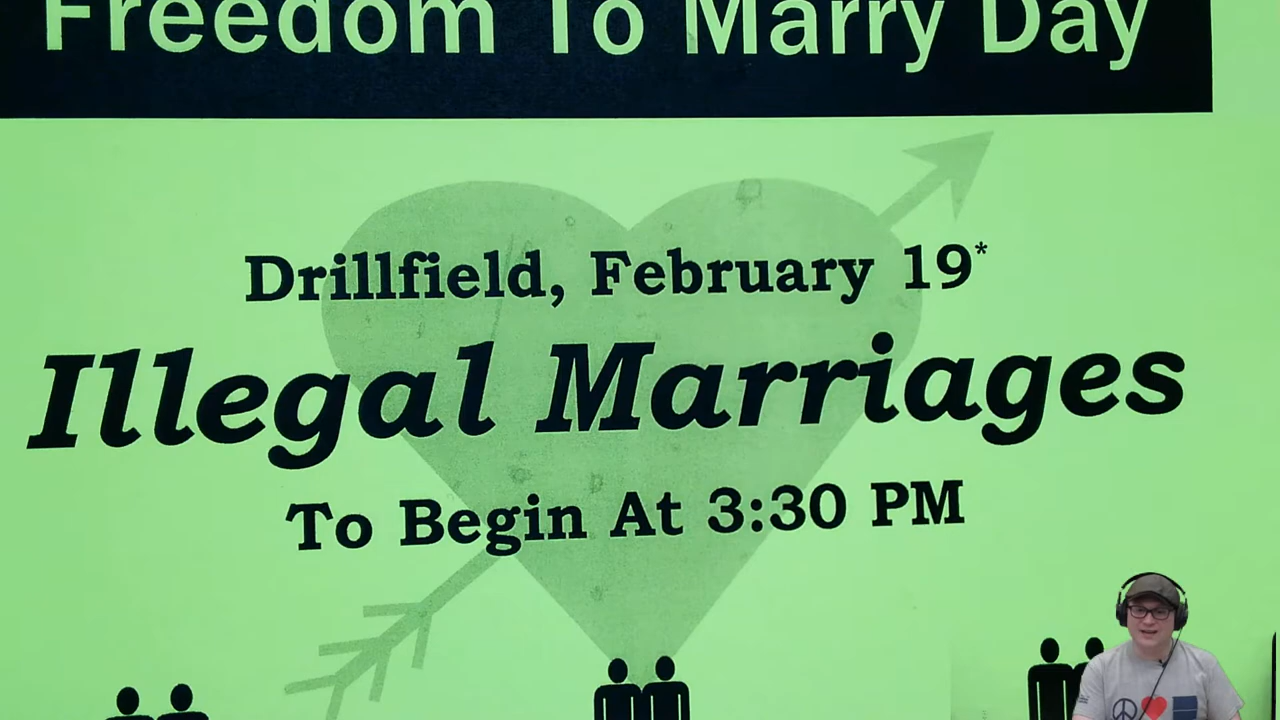 Freedom To Marry Day
Drillfield, February 19*
Illegal Marriages
To Begin At 3:30 PM